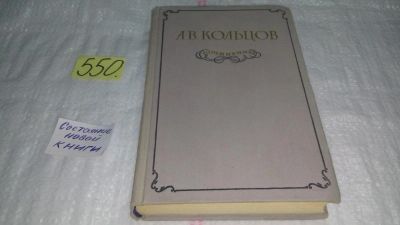 550.
А.В. КОЛЬЦОВ
СОЧИНЕНИЯ
Состояние
новой
книги